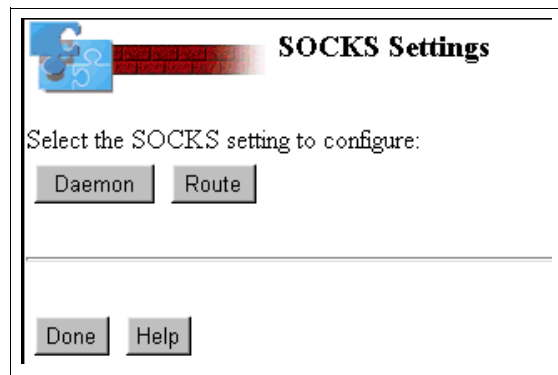 SOCKS Settings
Select the SOCKS setting to configure:
Daemon Route
Done Help